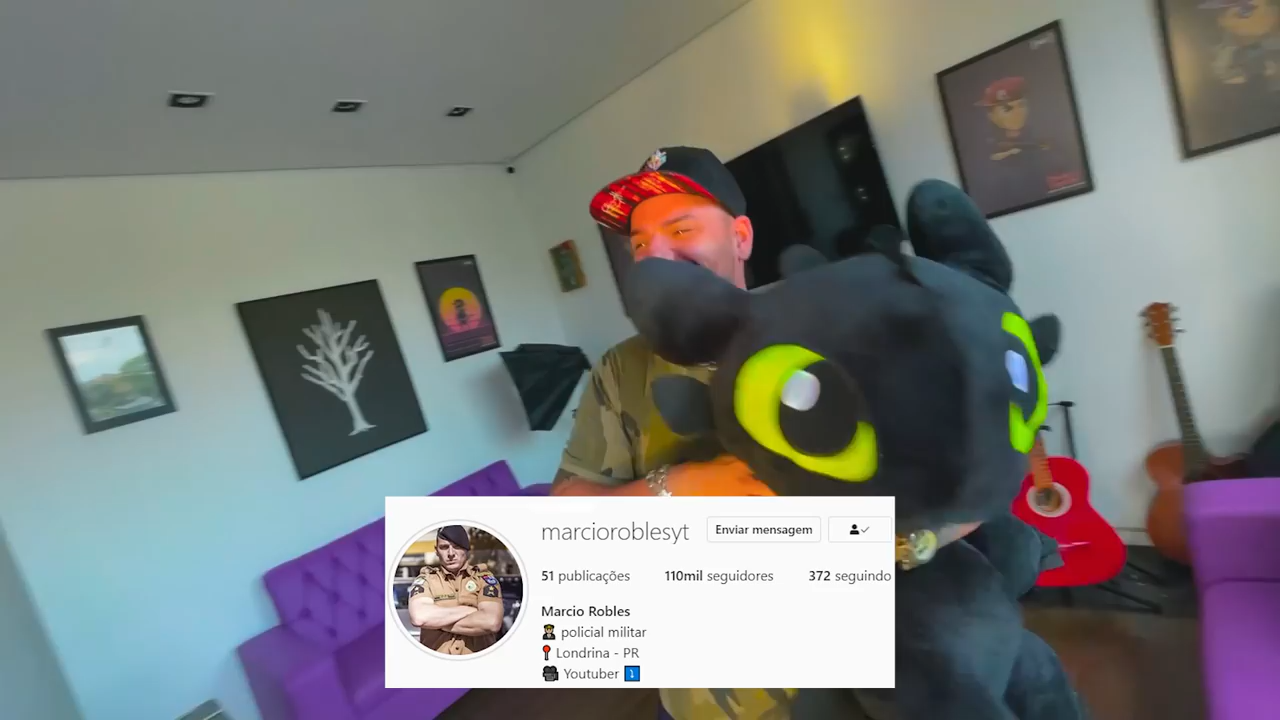 marcioroblesyt
Enviar mensagem
51 publicações 110mil seguidores 372 seguindo
Marcio Robles
policial militar
Londrina - PR
Youtuber